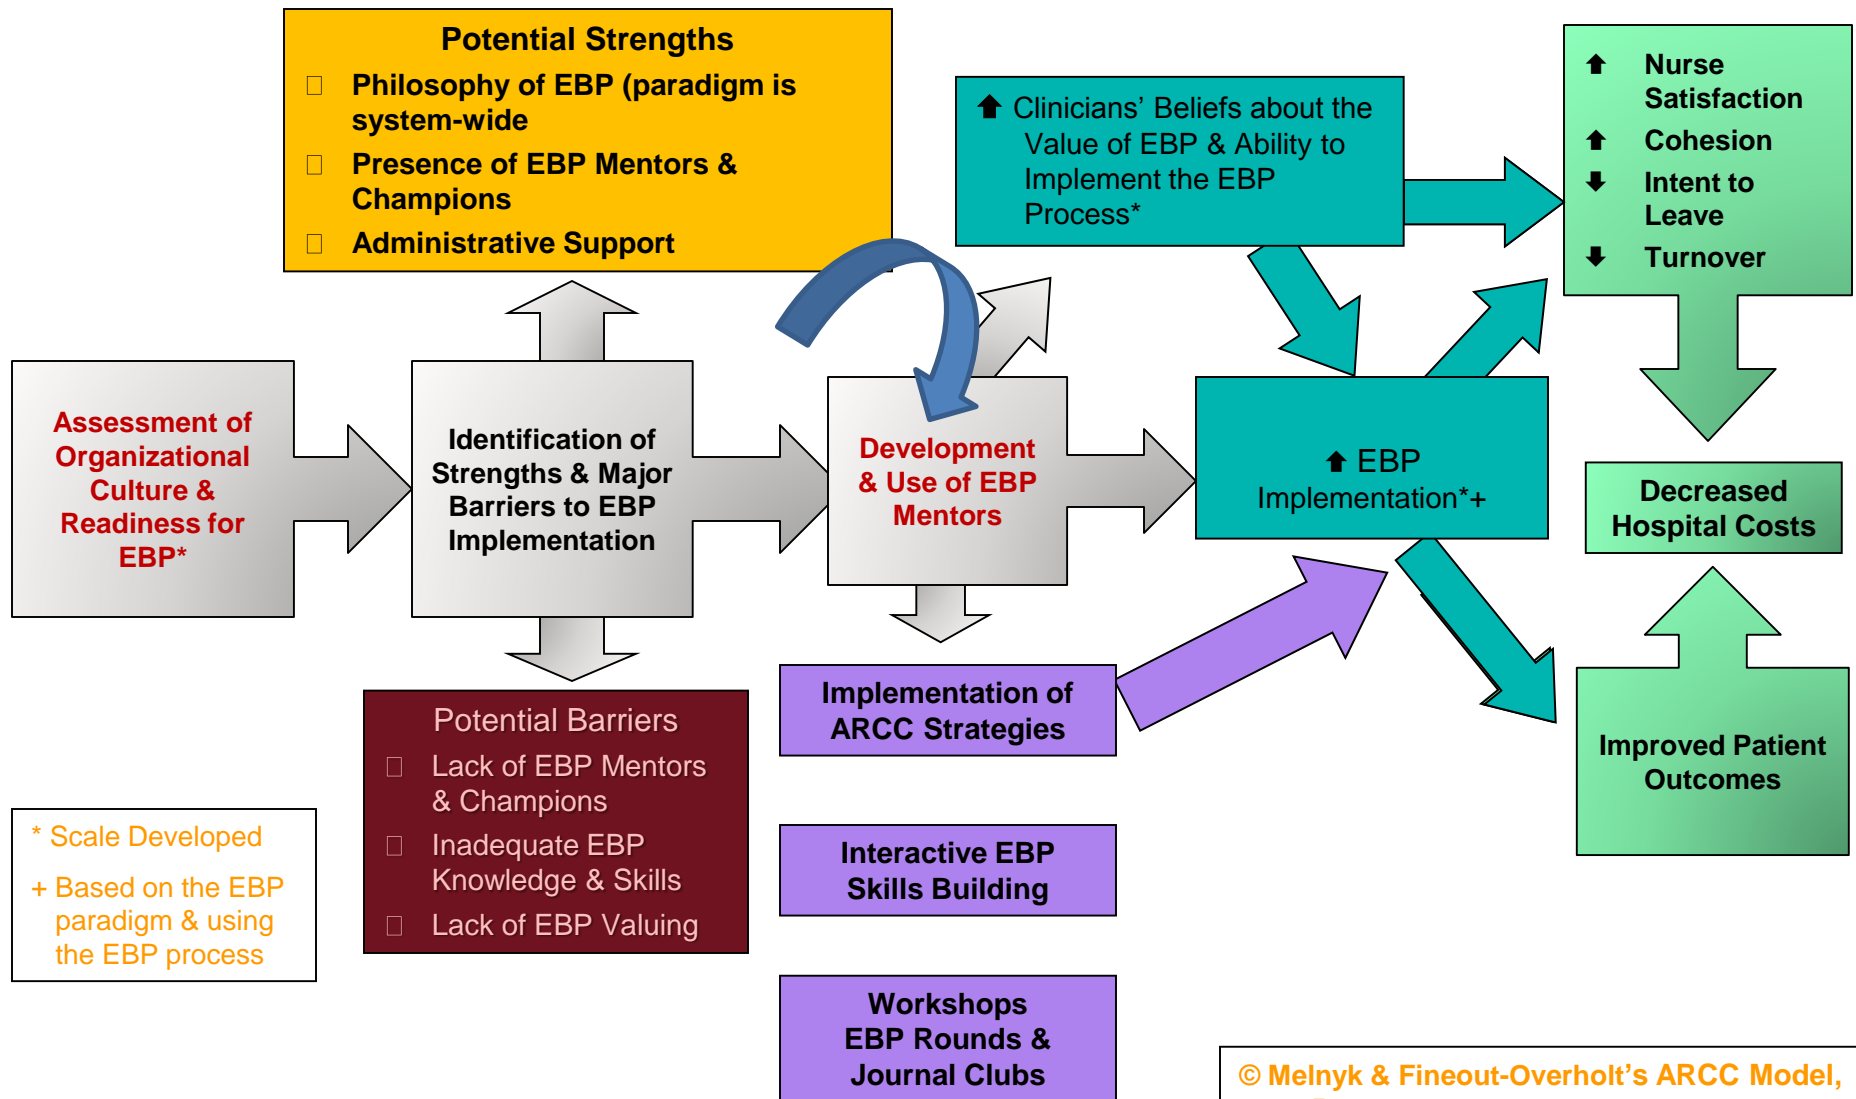 Potential Strengths
Philosophy of EBP (paradigm is
system-wide
Presence of EBP Mentors &
Champions
Administrative Support
⬆ Clinicians’ Beliefs about the
Value of EBP & Ability to
Implement the EBP
Process*
⬆ Nurse
Satisfaction
⬆ Cohesion
⬇ Intent to
Leave
⬇ Turnover
Assessment of
Organizational
Culture &
Readiness for
EBP*
Identification of
Strengths & Major
Barriers to EBP
Implementation
Development
& Use of EBP
Mentors
⬆ EBP
Implementation*+
Decreased
Hospital Costs
Potential Barriers
Lack of EBP Mentors
& Champions
Inadequate EBP
Knowledge & Skills
Lack of EBP Valuing
Implementation of
ARCC Strategies
Interactive EBP
Skills Building
Workshops
EBP Rounds &
Journal Clubs
Improved Patient
Outcomes
* Scale Developed
+ Based on the EBP
paradigm & using
the EBP process
© Melnyk & Fineout-Overholt’s ARCC Model,